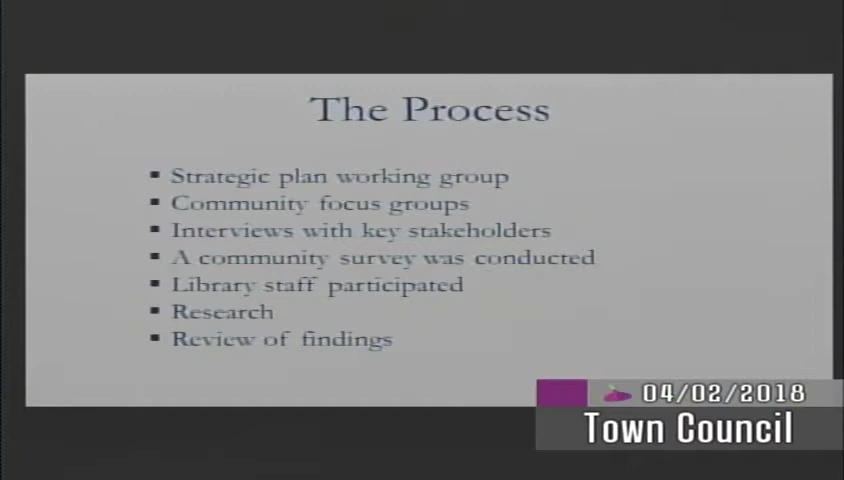 The Process
▪ Strategic plan working group
▪ Community focus groups
▪ Interviews with key stakeholders
▪ A community survey was conducted
▪ Library staff participated
▪ Research
▪ Review of findings
04/02/2018
Town Council